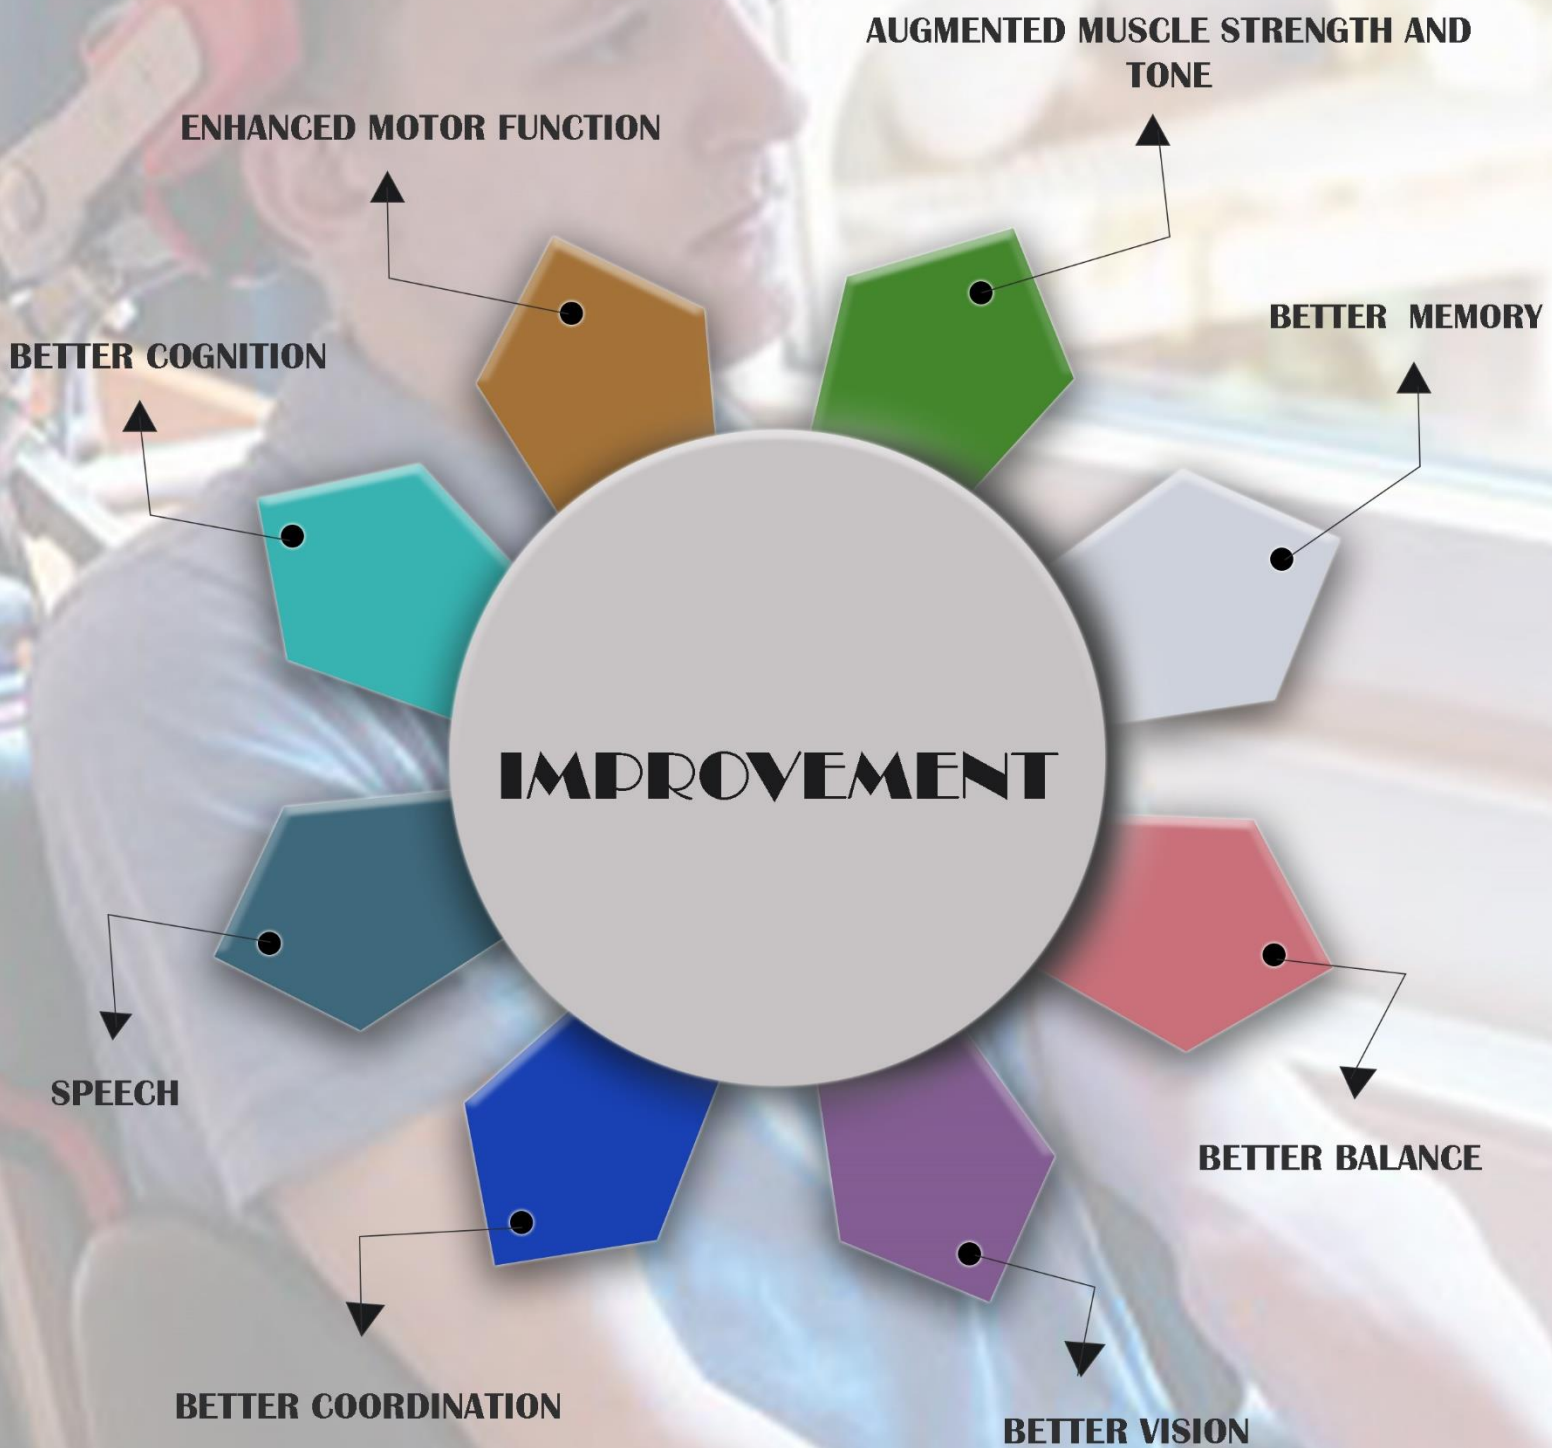 AUGMENTED MUSCLE STRENGTH AND
TONE
ENHANCED MOTOR FUNCTION
BETTER MEMORY
BETTER COGNITION
IMPROVEMENT
SPEECH
BETTER BALANCE
BETTER COORDINATION
BETTER VISION